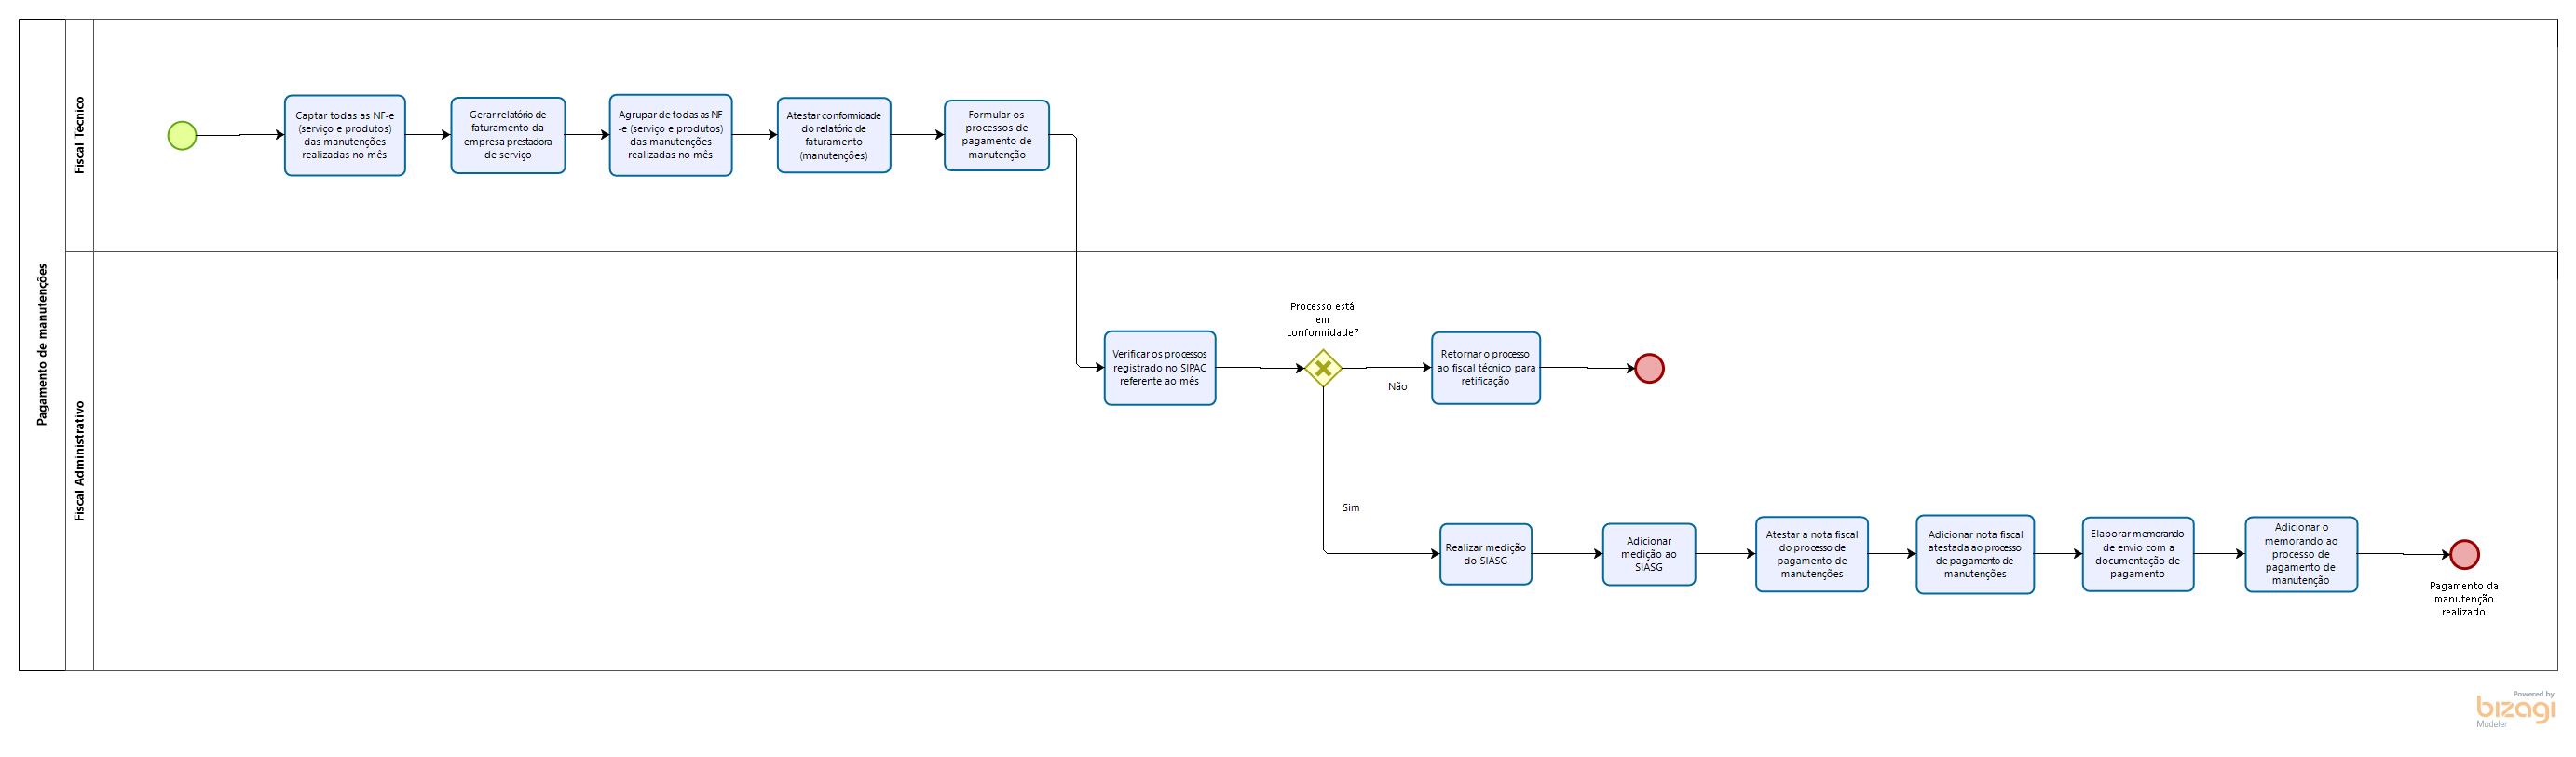 Pagamento de manutenções
Fiscal Técnico
Captar todas as NF-e
(serviço e produtos)
das manutenções
realizadas no mês
Gerar relatório de
faturamento da
empresa prestadora
de serviço
Agrupar de todas as NF
-e (serviço e produtos)
das manutenções
realizadas no mês
Atestar conformidade
do relatório de
faturamento
(manutenções)
Formular os
processos de
pagamento de
manutenção
Fiscal Administrativo
Verificar os processos
registrado no SIPAC
referente ao mês
Processo está
em
conformidade?
Não
Retornar o processo
ao fiscal técnico para
retificação
Sim
Realizar medição
do SIASG
Adicionar
medição ao
SIASG
Atestar a nota fiscal
do processo de
pagamento de
manutenções
Adicionar nota fiscal
atestada ao processo
de pagamento de
manutenções
Elaborar memorando
de envio com a
documentação de
pagamento
Adicionar o
memorando ao
processo de
pagamento de
manutenção
Pagamento da
manutenção
realizado
Powered by
bizagi
Modeler